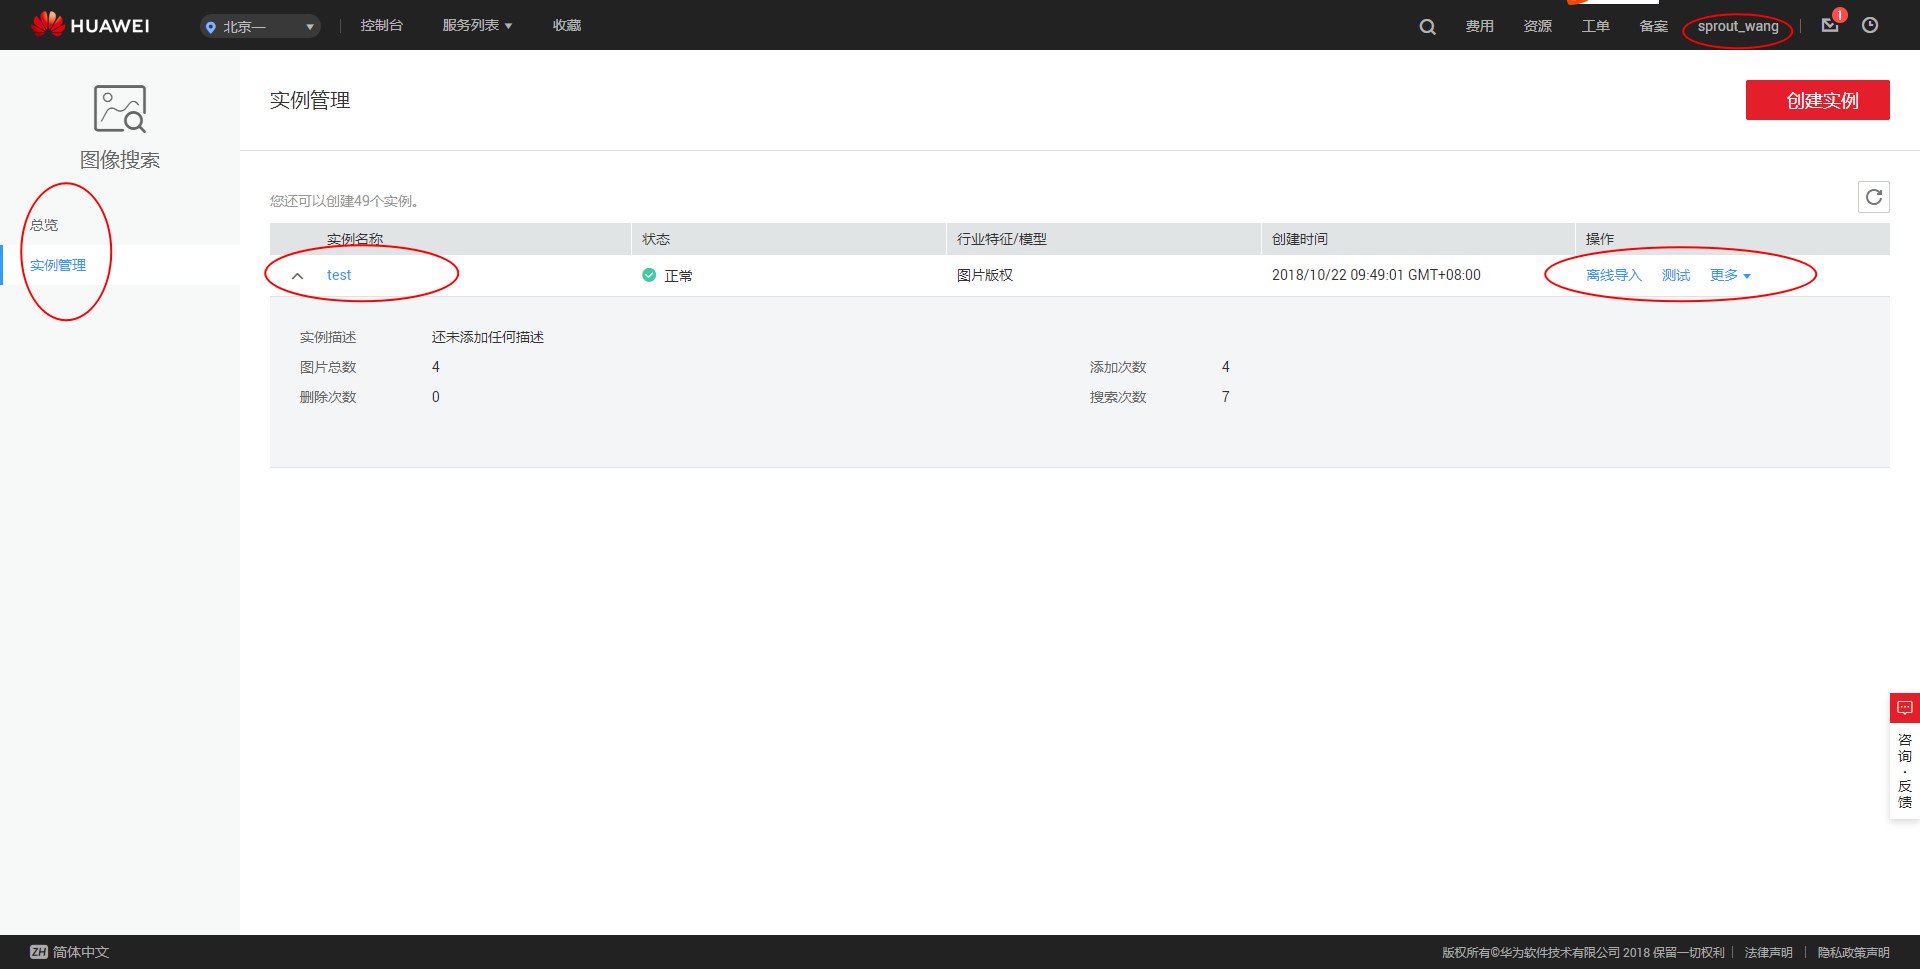 HUAWEI 北京一 控制台 服务列表 收藏 费用 资源 工单 备案 sprout_wang 1
图像搜索
总览
实例管理
实例管理
创建实例
您还可以创建49个实例。
实例名称 状态 行业特征/模型 创建时间 操作
test 正常 图片版权 2018/10/22 09:49:01 GMT+08:00 离线导入 测试 更多
实例描述 还未添加任何描述
图片总数 4 添加次数 4
删除次数 0 搜索次数 7
咨询·反馈
ZH 简体中文 版权所有©华为软件技术有限公司 2018 保留一切权利 法律声明 隐私政策声明